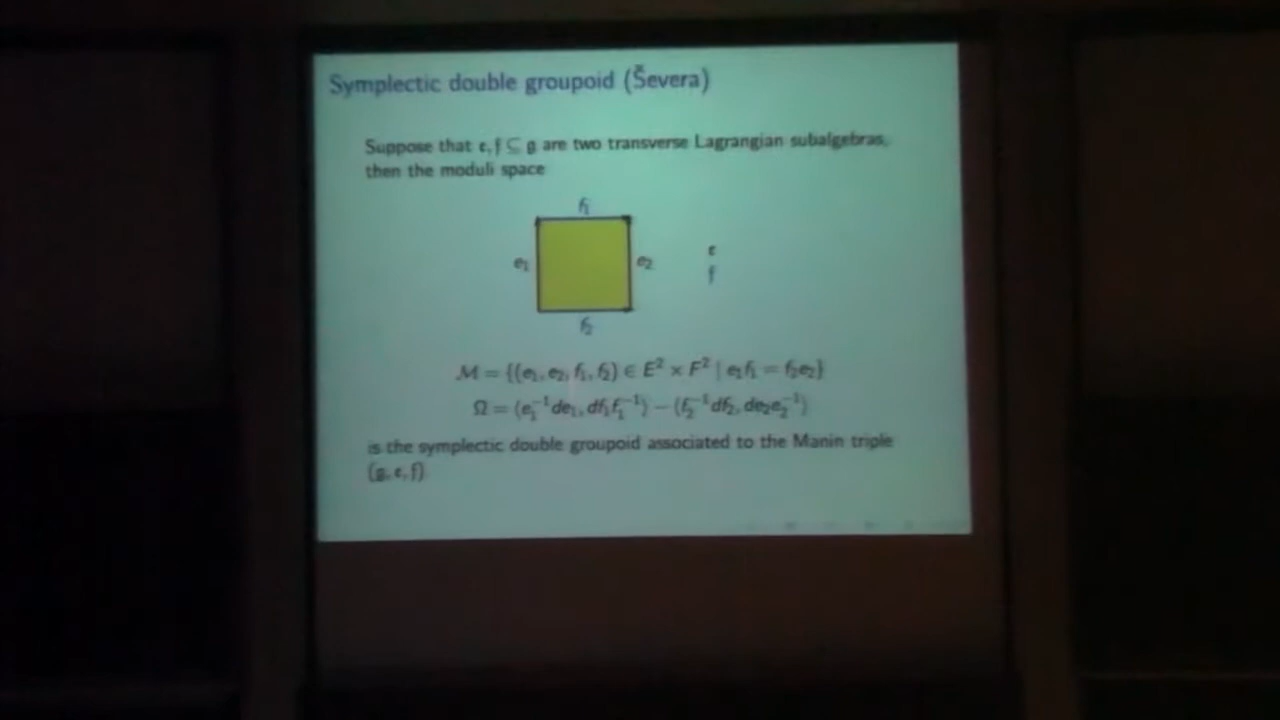 Symplectic double groupoid (Ševera)
Suppose that 𝔢, 𝔣 ⊆ 𝔤 are two transverse Lagrangian subalgebras,
then the moduli space
f₁
e₁ e₂ 𝔢
𝔣
f₂
ℳ = {(e₁, e₂, f₁, f₂) ∈ E² × F² | e₁f₁ = f₂e₂}
Ω = ⟨e₁⁻¹de₁, df₁f₁⁻¹⟩ − ⟨f₂⁻¹df₂, de₂e₂⁻¹⟩
is the symplectic double groupoid associated to the Manin triple
(𝔤, 𝔢, 𝔣)